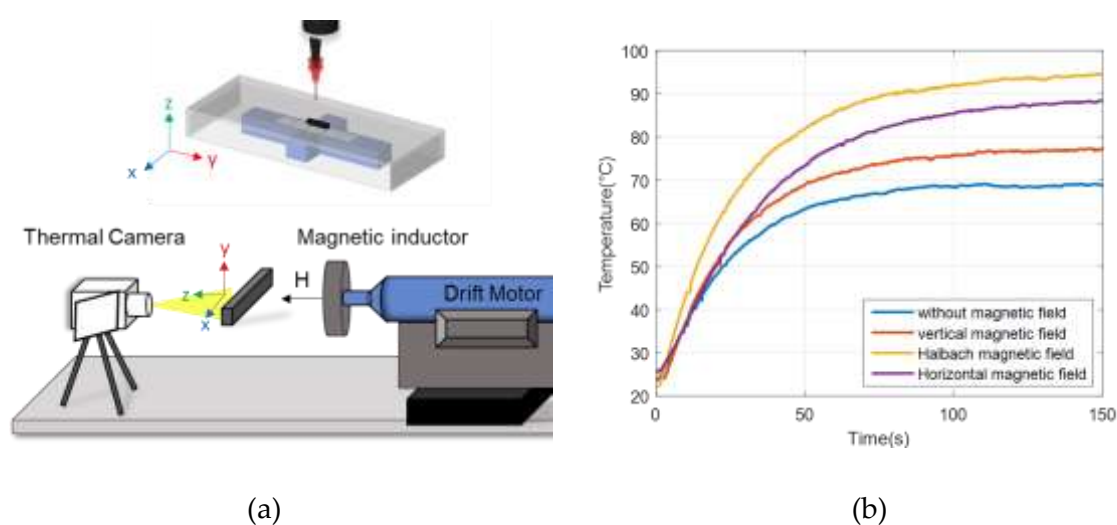 z
x
y
Thermal Camera
Magnetic inductor
y
z
x
H
Drift Motor
(a)
100
90
80
70
60
50
40
30
20
Temperature(°C)
0
50
100
150
Time(s)
without magnetic field
vertical magnetic field
Halbach magnetic field
Horizontal magnetic field
(b)